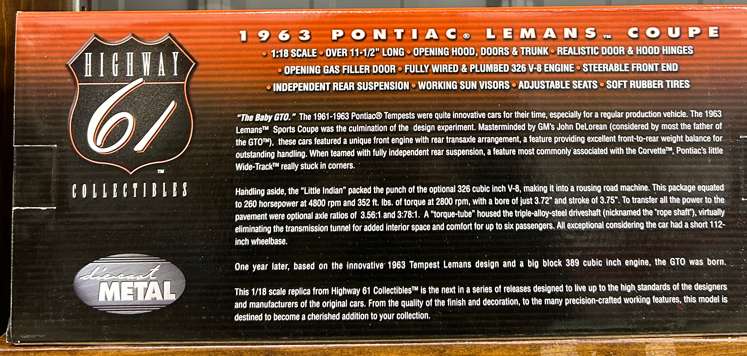 1963 PONTIAC® LEMANS™ COUPE
• 1:18 SCALE • OVER 11-1/2" LONG • OPENING HOOD, DOORS & TRUNK • REALISTIC DOOR & HOOD HINGES
• OPENING GAS FILLER DOOR • FULLY WIRED & PLUMBED 326 V-8 ENGINE • STEERABLE FRONT END
• INDEPENDENT REAR SUSPENSION • WORKING SUN VISORS • ADJUSTABLE SEATS • SOFT RUBBER TIRES
HIGHWAY
61
™
COLLECTIBLES
"The Baby GTO." The 1961-1963 Pontiac® Tempests were quite innovative cars for their time, especially for a regular production vehicle. The 1963
Lemans™ Sports Coupe was the culmination of the design experiment. Masterminded by GM's John DeLorean (considered by most the father of
the GTO™), these cars featured a unique front engine with rear transaxle arrangement, a feature providing excellent front-to-rear weight balance for
outstanding handling. When teamed with fully independent rear suspension, a feature most commonly associated with the Corvette™, Pontiac's little
Wide-Track™ really stuck in corners.
Handling aside, the "Little Indian" packed the punch of the optional 326 cubic inch V-8, making it into a rousing road machine. This package equated
to 260 horsepower at 4800 rpm and 352 ft. lbs. of torque at 2800 rpm, with a bore of just 3.72" and stroke of 3.75". To transfer all the power to the
pavement were optional axle ratios of 3.56:1 and 3:78:1. A "torque-tube" housed the triple-alloy-steel driveshaft (nicknamed the "rope shaft"), virtually
eliminating the transmission tunnel for added interior space and comfort for up to six passengers. All exceptional considering the car had a short 112-
inch wheelbase.
One year later, based on the innovative 1963 Tempest Lemans design and a big block 389 cubic inch engine, the GTO was born.
This 1/18 scale replica from Highway 61 Collectibles™ is the next in a series of releases designed to live up to the high standards of the designers
and manufacturers of the original cars. From the quality of the finish and decoration, to the many precision-crafted working features, this model is
destined to become a cherished addition to your collection.
diecast
METAL